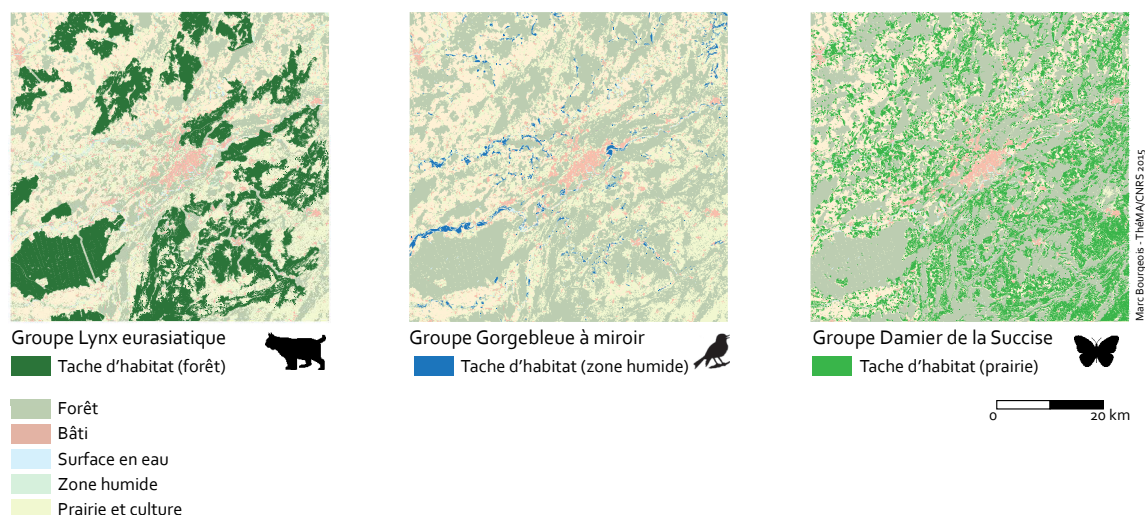 Groupe Lynx eurasiatique
Tache d'habitat (forêt)
Groupe Gorgebleue à miroir
Tache d'habitat (zone humide)
Groupe Damier de la Succise
Tache d'habitat (prairie)
Marc Bourgeois - ThéMA/CNRS 2015
Forêt
Bâti
Surface en eau
Zone humide
Prairie et culture
0 20 km